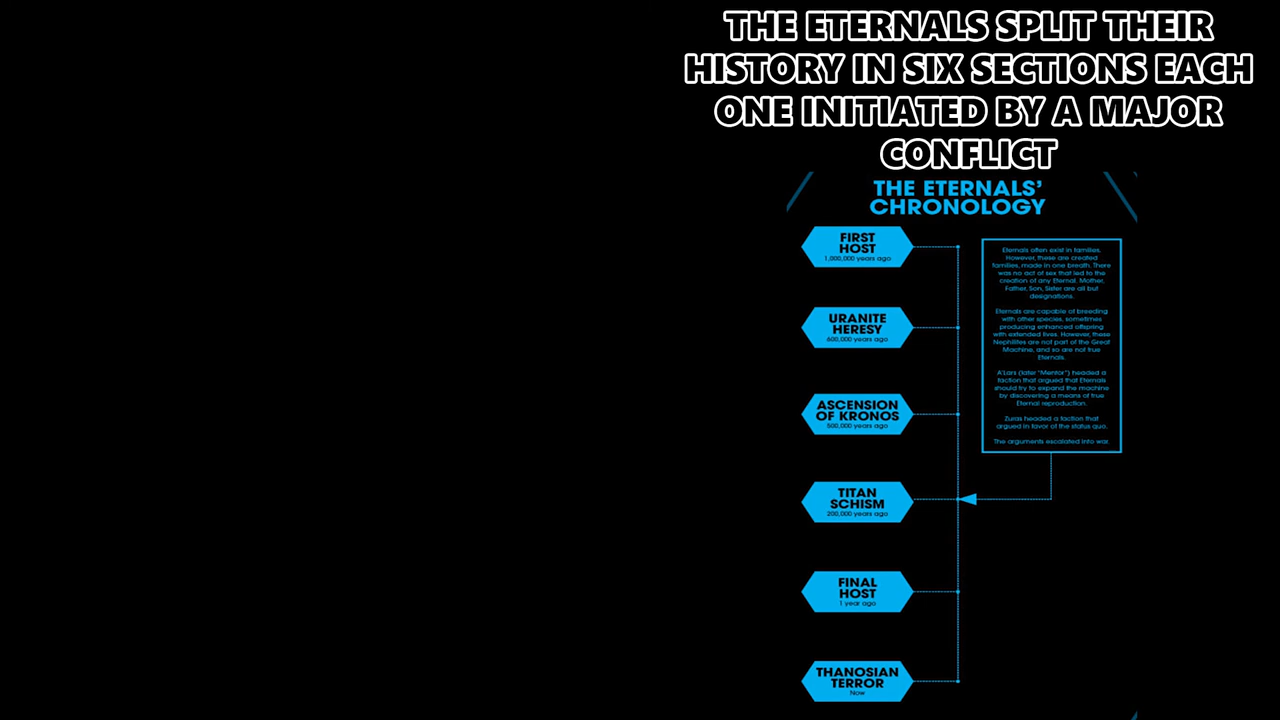 THE ETERNALS SPLIT THEIR
HISTORY IN SIX SECTIONS EACH
ONE INITIATED BY A MAJOR
CONFLICT
THE ETERNALS'
CHRONOLOGY
FIRST
HOST
1,000,000 years ago
URANITE
HERESY
600,000 years ago
ASCENSION
OF KRONOS
500,000 years ago
TITAN
SCHISM
200,000 years ago
FINAL
HOST
1 year ago
THANOSIAN
TERROR
Now
Eternals often exist in families.
However, these are created
families, made in one breath. There
was no act of sex that led to the
creation of any Eternal. Mother,
Father, Son, Sister are all but
designations.
Eternals are capable of breeding
with other species, sometimes
producing enhanced offspring
with extended lives. However, these
Nephilites are not part of the Great
Machine, and so are not true
Eternals.
A'Lars (later "Mentor") headed a
faction that argued that Eternals
should try to expand the machine
by discovering a means of true
Eternal reproduction.
Zuras headed a faction that
argued in favor of the status quo.
The arguments escalated into war.